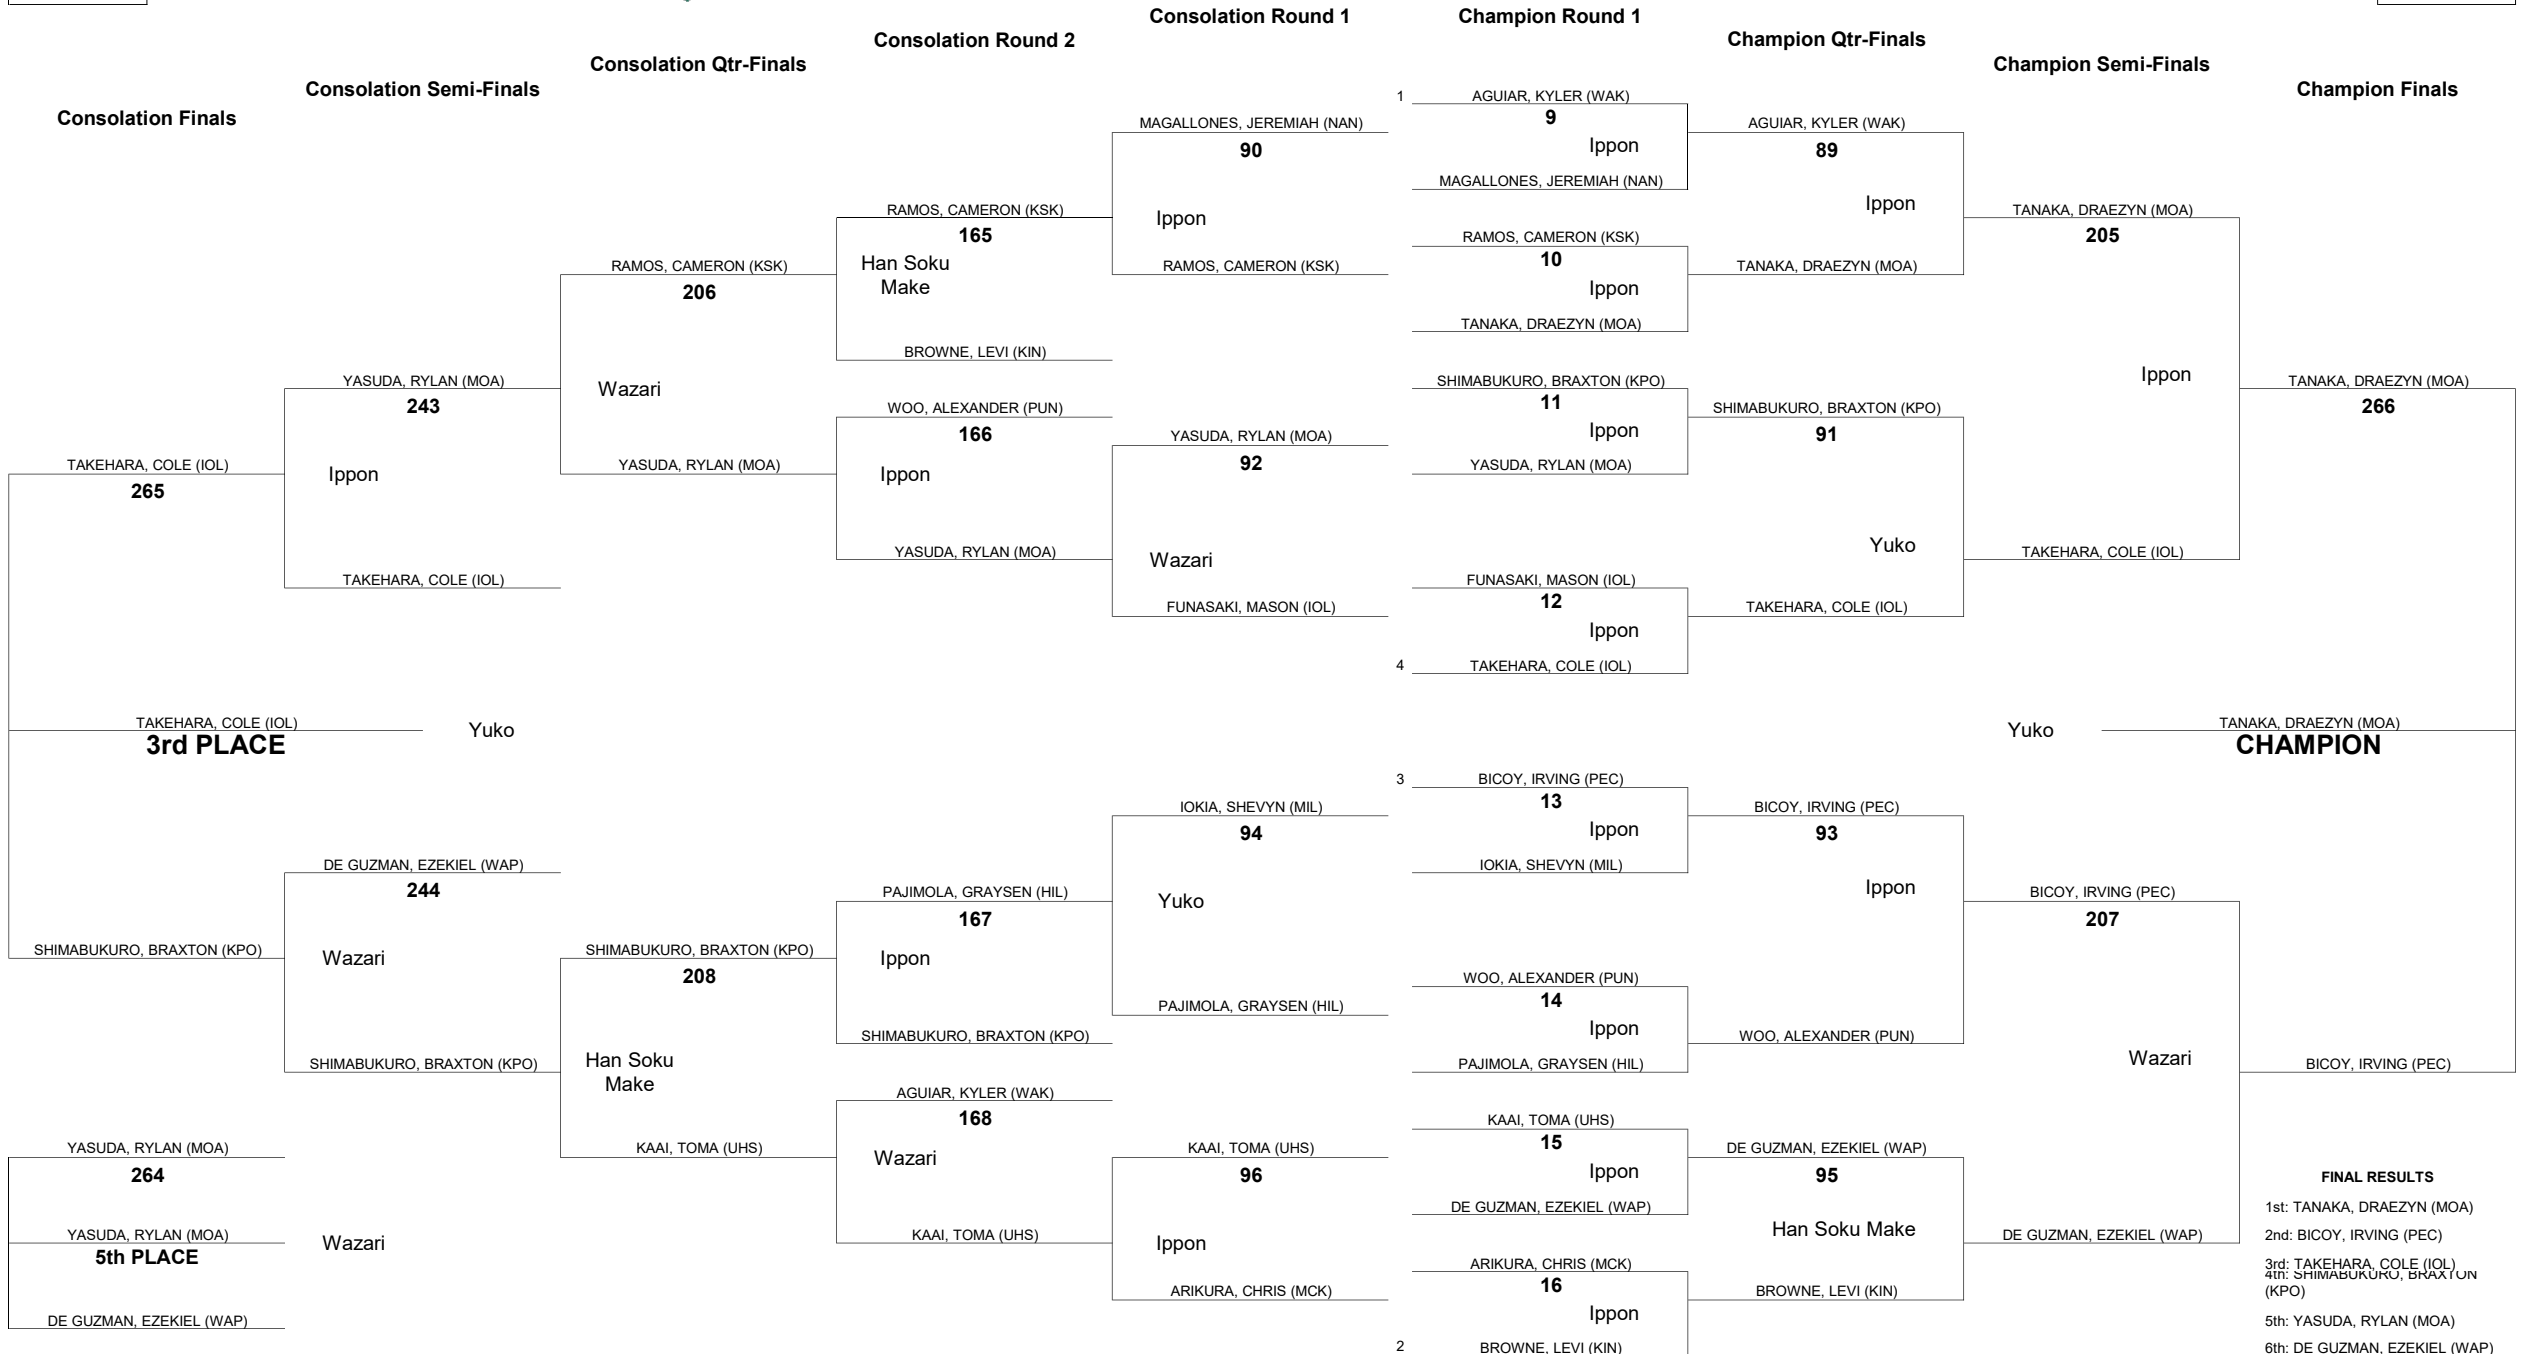 Consolation Round 1
Champion Round 1
Consolation Round 2
Champion Qtr-Finals
Consolation Qtr-Finals
Champion Semi-Finals
Consolation Semi-Finals
Champion Finals
Consolation Finals
TAKEHARA, COLE (IOL)
265
TAKEHARA, COLE (IOL)
3rd PLACE
Yuko
SHIMABUKURO, BRAXTON (KPO)
YASUDA, RYLAN (MOA)
264
YASUDA, RYLAN (MOA)
5th PLACE
Wazari
DE GUZMAN, EZEKIEL (WAP)
YASUDA, RYLAN (MOA)
243
Ippon
TAKEHARA, COLE (IOL)
DE GUZMAN, EZEKIEL (WAP)
244
Wazari
SHIMABUKURO, BRAXTON (KPO)
RAMOS, CAMERON (KSK)
206
Wazari
YASUDA, RYLAN (MOA)
SHIMABUKURO, BRAXTON (KPO)
208
Han Soku
Make
KAAI, TOMA (UHS)
RAMOS, CAMERON (KSK)
165
Han Soku
Make
BROWNE, LEVI (KIN)
WOO, ALEXANDER (PUN)
166
Ippon
YASUDA, RYLAN (MOA)
PAJIMOLA, GRAYSEN (HIL)
167
Ippon
SHIMABUKURO, BRAXTON (KPO)
AGUIAR, KYLER (WAK)
168
Wazari
KAAI, TOMA (UHS)
MAGALLONES, JEREMIAH (NAN)
90
Ippon
RAMOS, CAMERON (KSK)
YASUDA, RYLAN (MOA)
92
Wazari
FUNASAKI, MASON (IOL)
IOKIA, SHEVYN (MIL)
94
Yuko
PAJIMOLA, GRAYSEN (HIL)
KAAI, TOMA (UHS)
96
Ippon
ARIKURA, CHRIS (MCK)
1 AGUIAR, KYLER (WAK)
9
Ippon
MAGALLONES, JEREMIAH (NAN)
RAMOS, CAMERON (KSK)
10
Ippon
TANAKA, DRAEZYN (MOA)
SHIMABUKURO, BRAXTON (KPO)
11
Ippon
YASUDA, RYLAN (MOA)
FUNASAKI, MASON (IOL)
12
Ippon
4 TAKEHARA, COLE (IOL)
3 BICOY, IRVING (PEC)
13
Ippon
IOKIA, SHEVYN (MIL)
WOO, ALEXANDER (PUN)
14
Ippon
PAJIMOLA, GRAYSEN (HIL)
KAAI, TOMA (UHS)
15
Ippon
DE GUZMAN, EZEKIEL (WAP)
ARIKURA, CHRIS (MCK)
16
Ippon
2 BROWNE, LEVI (KIN)
AGUIAR, KYLER (WAK)
89
Ippon
TANAKA, DRAEZYN (MOA)
SHIMABUKURO, BRAXTON (KPO)
91
Yuko
TAKEHARA, COLE (IOL)
BICOY, IRVING (PEC)
93
Ippon
WOO, ALEXANDER (PUN)
DE GUZMAN, EZEKIEL (WAP)
95
Han Soku Make
BROWNE, LEVI (KIN)
TANAKA, DRAEZYN (MOA)
205
Ippon
TAKEHARA, COLE (IOL)
BICOY, IRVING (PEC)
207
Wazari
DE GUZMAN, EZEKIEL (WAP)
TANAKA, DRAEZYN (MOA)
266
Yuko
TANAKA, DRAEZYN (MOA)
CHAMPION
BICOY, IRVING (PEC)
FINAL RESULTS
1st: TANAKA, DRAEZYN (MOA)
2nd: BICOY, IRVING (PEC)
3rd: TAKEHARA, COLE (IOL)
4th: SHIMABUKURO, BRAXTON
(KPO)
5th: YASUDA, RYLAN (MOA)
6th: DE GUZMAN, EZEKIEL (WAP)